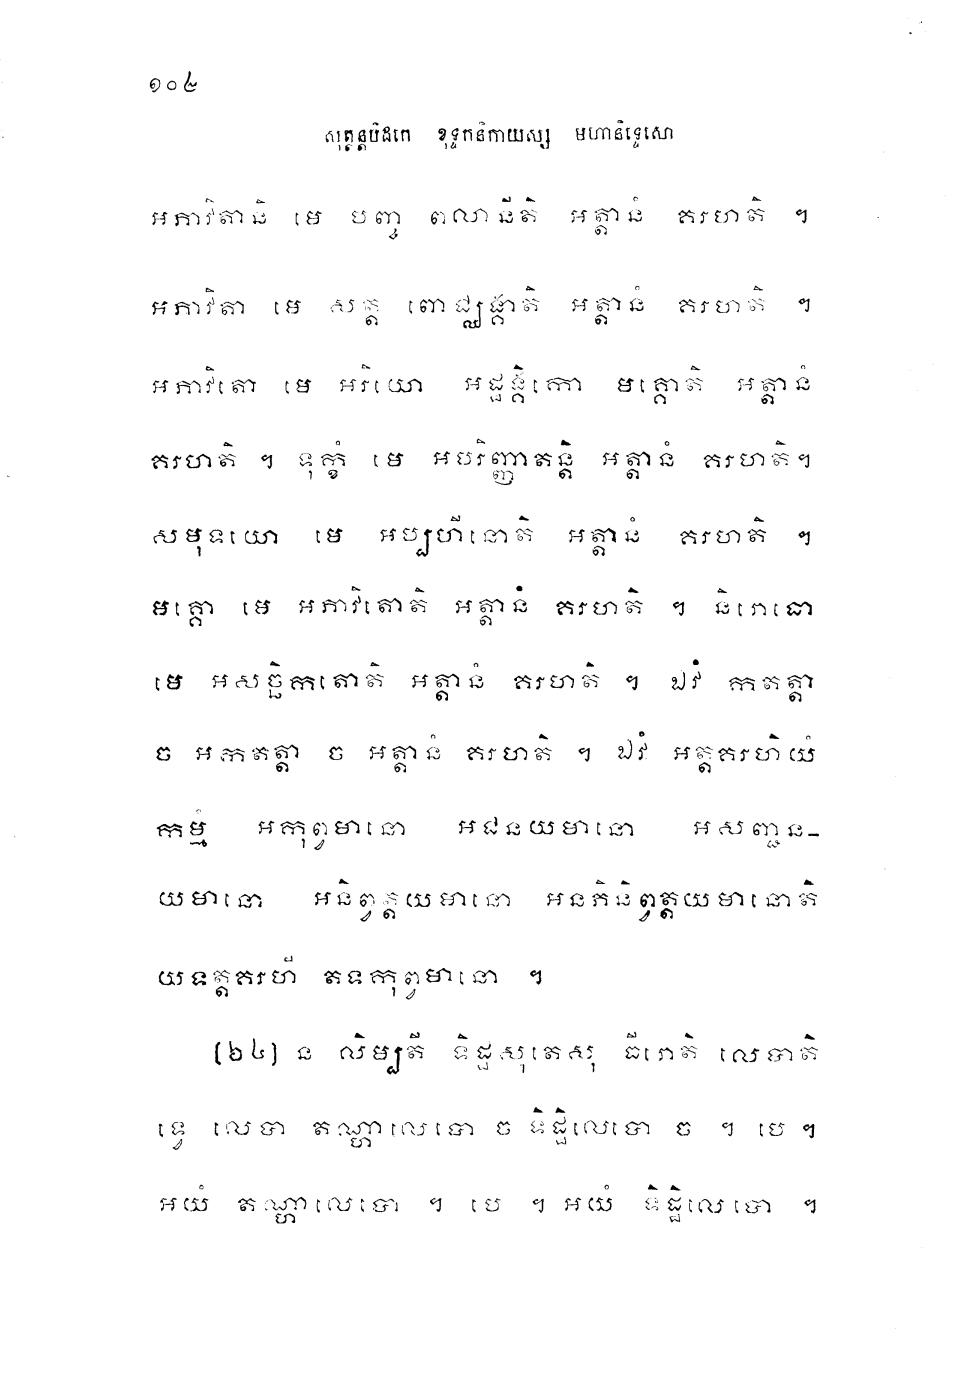 ១០៤
សុត្តន្តបិដកេ ខុទ្ទកនិកាយស្ស មហានិទ្ទេសោ
អភាវិតានិ មេ បញ្ច ពលានីតិ អត្តានំ គរហតិ ។
អភាវិតា មេ សត្ត ពោជ្ឈង្គាតិ អត្តានំ គរហតិ ។
អភាវិតោ មេ អរិយោ អដ្ឋង្គិកោ មគ្គោតិ អត្តានំ
គរហតិ ។ ទុក្ខំ មេ អបរិញ្ញាតន្តិ អត្តានំ គរហតិ។
សមុទយោ មេ អប្បហីនោតិ អត្តានំ គរហតិ ។
មគ្គោ មេ អភាវិតោតិ អត្តានំ គរហតិ ។ និរោធោ
មេ អសច្ឆិកតោតិ អត្តានំ គរហតិ ។ ឯវំ កតត្តា
ច អកតត្តា ច អត្តានំ គរហតិ ។ ឯវំ អត្តគរហិយំ
កម្មំ អកុព្វមានោ អជនយមានោ អសញ្ជន-
យមានោ អនិព្វត្តយមានោ អនភិនិព្វត្តយមានោតិ
យទត្តគរហី តទកុព្វមានោ ។
(២៤) ន លិម្បតី ទិដ្ឋសុតេសុ ធីរោតិ លេបាតិ
ទ្វេ លេបា តណ្ហាលេបោ ច ទិដ្ឋិលេបោ ច ។ បេ ។
អយំ តណ្ហាលេបោ ។ បេ ។ អយំ ទិដ្ឋិលេបោ ។